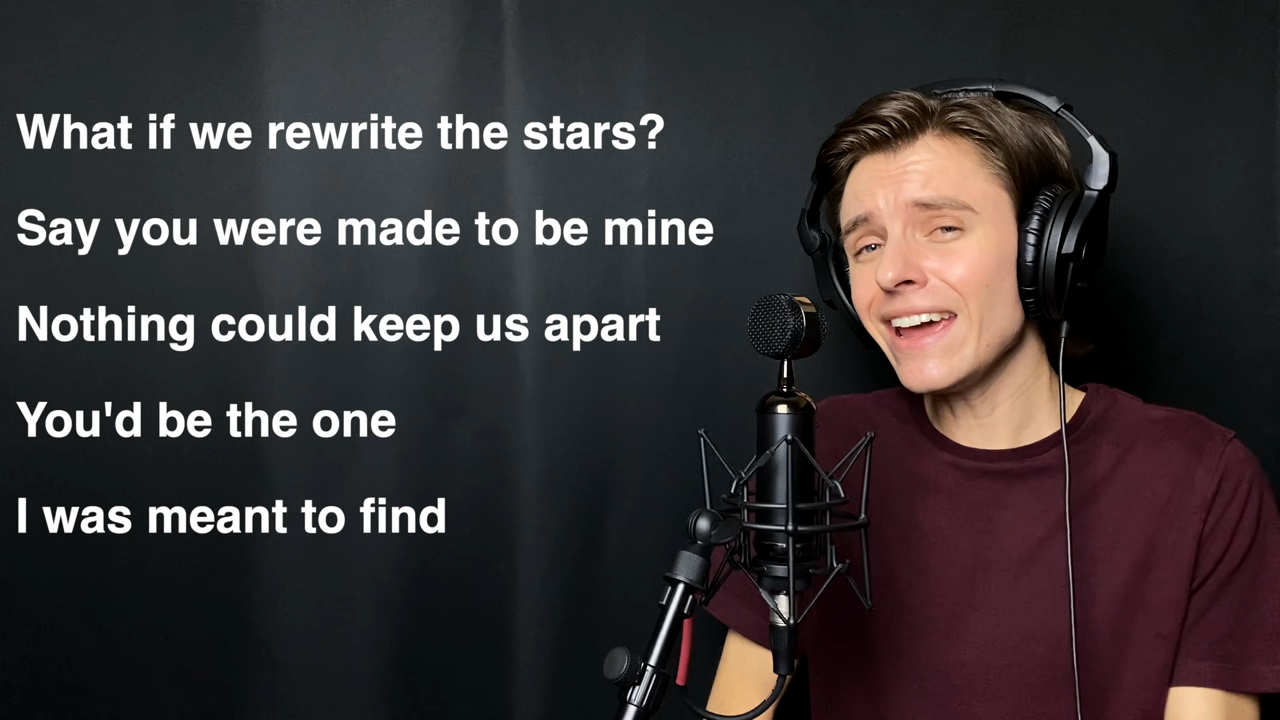 What if we rewrite the stars?
Say you were made to be mine
Nothing could keep us apart
You'd be the one
I was meant to find